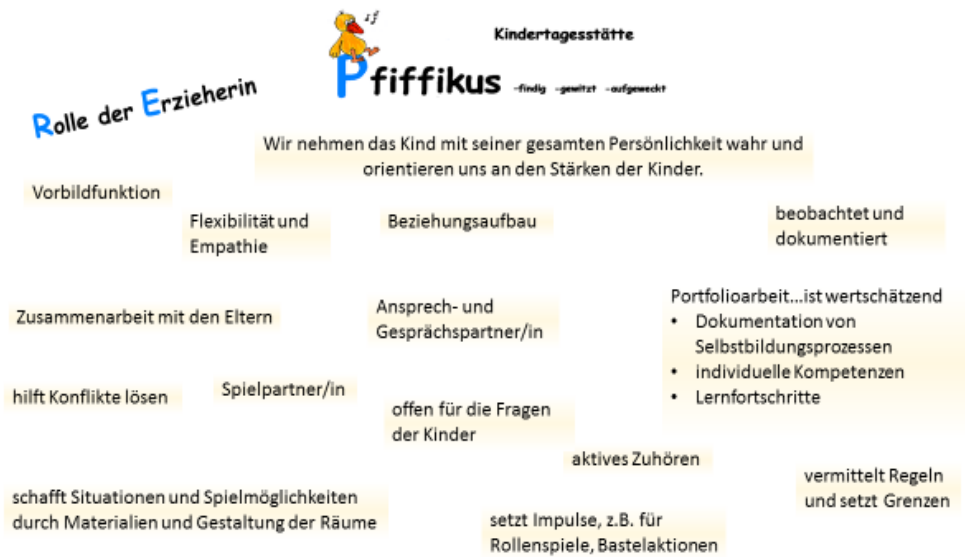 Kindertagesstätte
Pfiffikus -findig -gewitzt -aufgeweckt
Rolle der Erzieherin
Wir nehmen das Kind mit seiner gesamten Persönlichkeit wahr und
orientieren uns an den Stärken der Kinder.
Vorbildfunktion
Flexibilität und
Empathie
Beziehungsaufbau
beobachtet und
dokumentiert
Zusammenarbeit mit den Eltern
Ansprech- und
Gesprächspartner/in
Portfolioarbeit...ist wertschätzend
• Dokumentation von
Selbstbildungsprozessen
• individuelle Kompetenzen
• Lernfortschritte
hilft Konflikte lösen
Spielpartner/in
offen für die Fragen
der Kinder
aktives Zuhören
vermittelt Regeln
und setzt Grenzen
schafft Situationen und Spielmöglichkeiten
durch Materialien und Gestaltung der Räume
setzt Impulse, z.B. für
Rollenspiele, Bastelaktionen